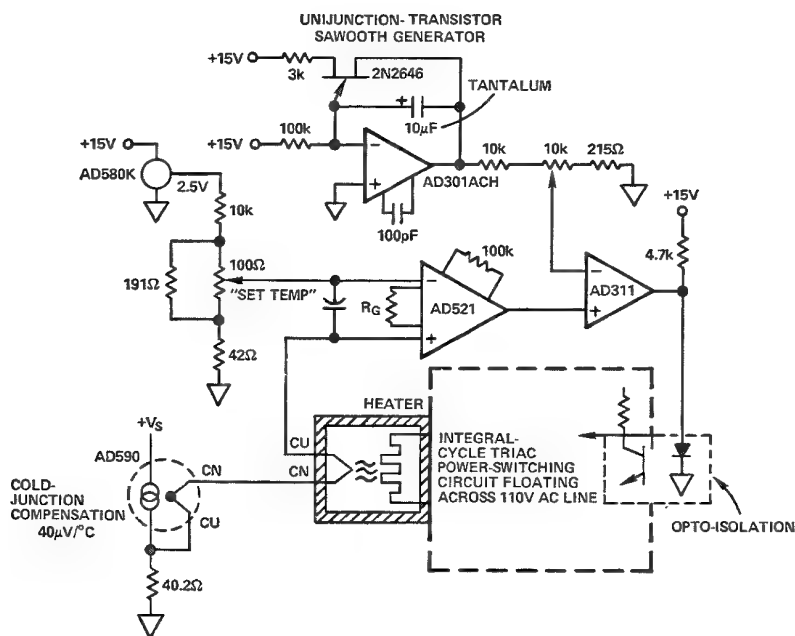 UNIJUNCTION-TRANSISTOR
SAWOOTH GENERATOR
+15V
3k
2N2646
TANTALUM
+
10μF
+15V
100k
−
+
AD301ACH
100pF
10k
10k
215Ω
+15V
AD580K
2.5V
10k
+15V
4.7k
191Ω
100Ω
"SET TEMP"
100k
−
RG
AD521
+
−
AD311
+
42Ω
HEATER
+VS
AD590
CN
CU
CN
INTEGRAL-
CYCLE TRIAC
POWER-SWITCHING
CIRCUIT FLOATING
ACROSS 110V AC LINE
COLD-
JUNCTION
COMPENSATION
40μV/°C
CU
OPTO-ISOLATION
40.2Ω